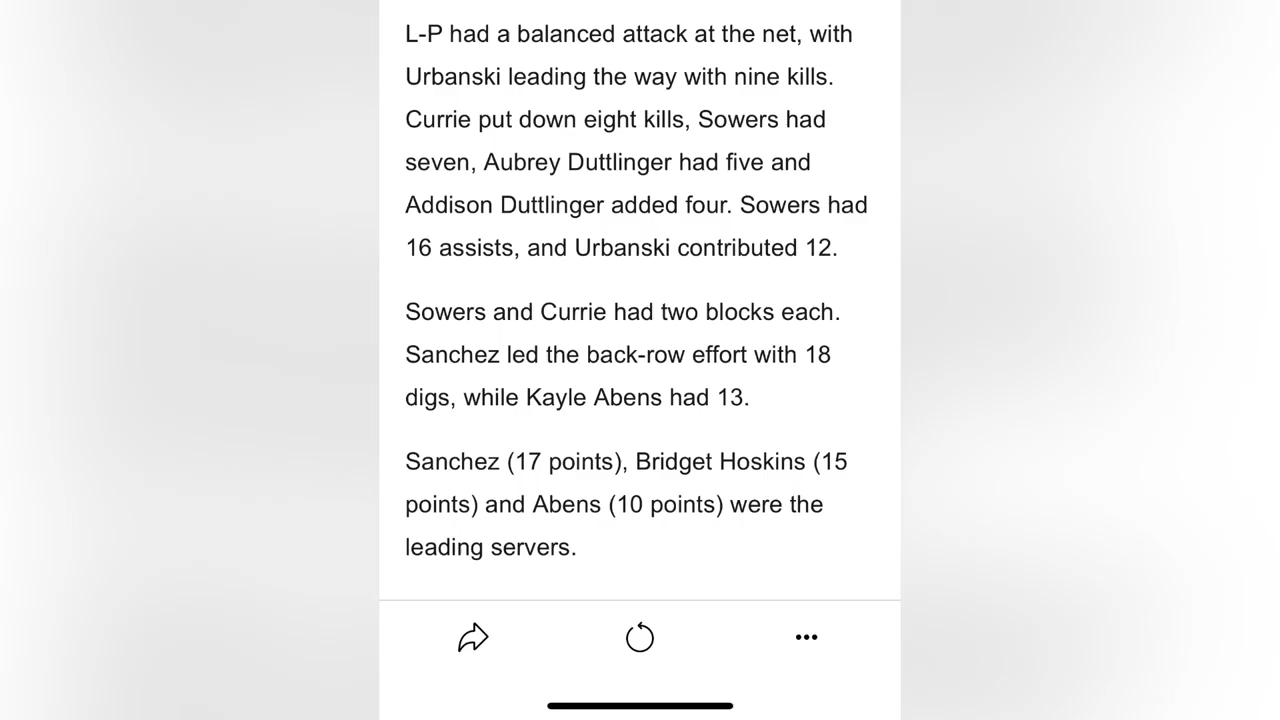 L-P had a balanced attack at the net, with
Urbanski leading the way with nine kills.
Currie put down eight kills, Sowers had
seven, Aubrey Duttlinger had five and
Addison Duttlinger added four. Sowers had
16 assists, and Urbanski contributed 12.
Sowers and Currie had two blocks each.
Sanchez led the back-row effort with 18
digs, while Kayle Abens had 13.
Sanchez (17 points), Bridget Hoskins (15
points) and Abens (10 points) were the
leading servers.